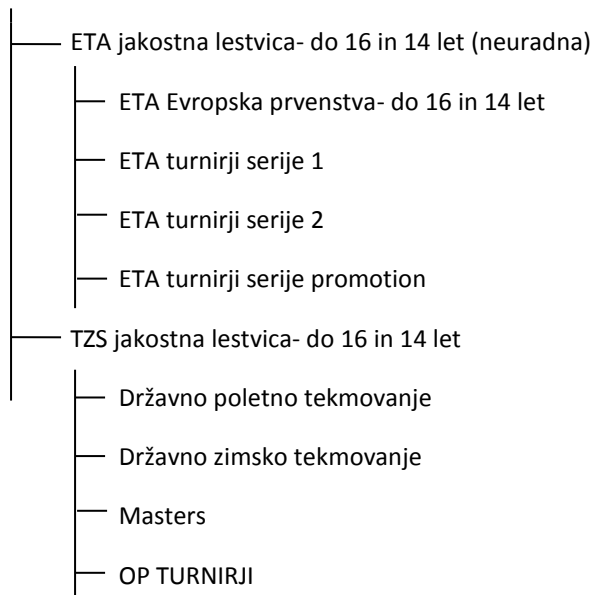 ETA jakostna lestvica- do 16 in 14 let (neuradna)
ETA Evropska prvenstva- do 16 in 14 let
ETA turnirji serije 1
ETA turnirji serije 2
ETA turnirji serije promotion
TZS jakostna lestvica- do 16 in 14 let
Državno poletno tekmovanje
Državno zimsko tekmovanje
Masters
OP TURNIRJI